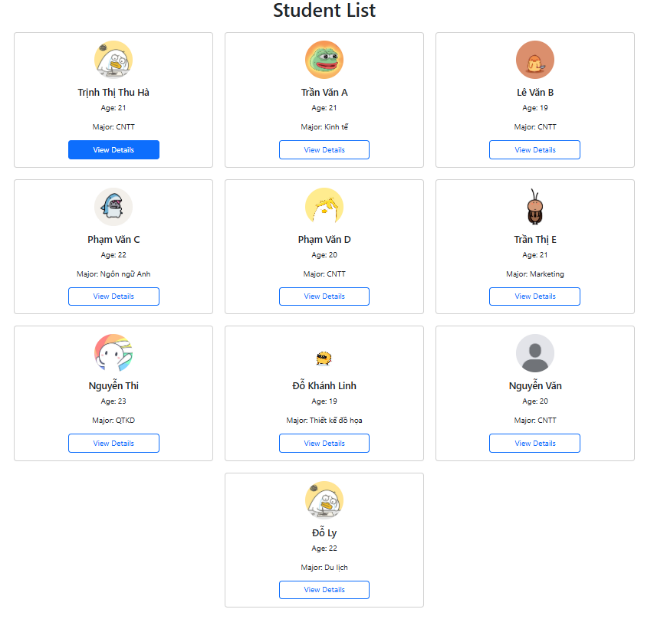 Student List
Trịnh Thị Thu Hà
Age: 21
Major: CNTT
View Details
Trần Văn A
Age: 21
Major: Kinh tế
View Details
Lê Văn B
Age: 19
Major: CNTT
View Details
Phạm Văn C
Age: 22
Major: Ngôn ngữ Anh
View Details
Phạm Văn D
Age: 20
Major: CNTT
View Details
Trần Thị E
Age: 21
Major: Marketing
View Details
Nguyễn Thi
Age: 23
Major: QTKD
View Details
Đỗ Khánh Linh
Age: 19
Major: Thiết kế đồ họa
View Details
Nguyễn Văn
Age: 20
Major: CNTT
View Details
Đỗ Ly
Age: 22
Major: Du lịch
View Details